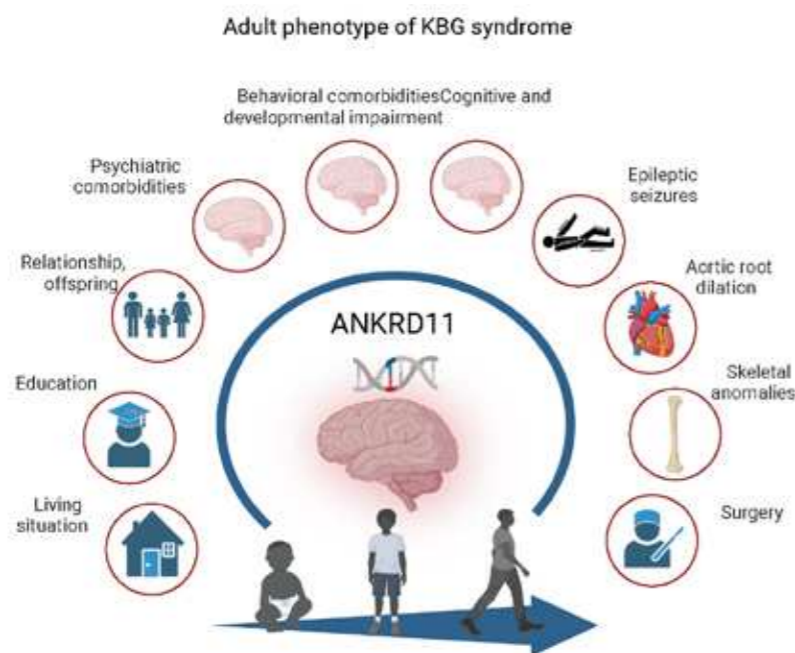 Adult phenotype of KBG syndrome
Behavioral comorbiditiesCognitive and
developmental impairment
Psychiatric
comorbidities
Epileptic
seizures
Relationship,
offspring
Aortic root
dilation
ANKRD11
Education
Skeletal
anomalies
Living
situation
Surgery